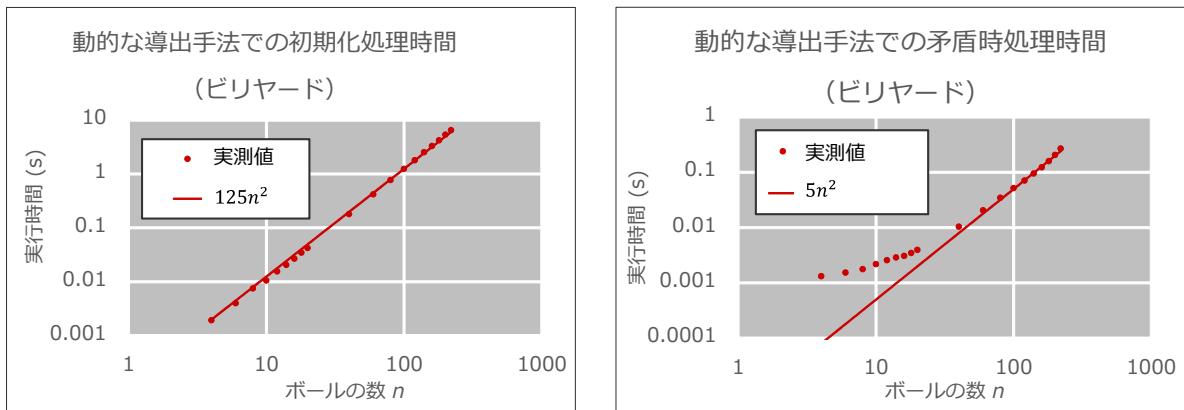 動的な導出手法での初期化処理時間
（ビリヤード）
10
1
0.1
0.01
0.001
実行時間 (s)
実測値
125n²
1
10
100
1000
ボールの数 n
動的な導出手法での矛盾時処理時間
（ビリヤード）
1
0.1
0.01
0.001
0.0001
実行時間 (s)
実測値
5n²
1
10
100
1000
ボールの数 n